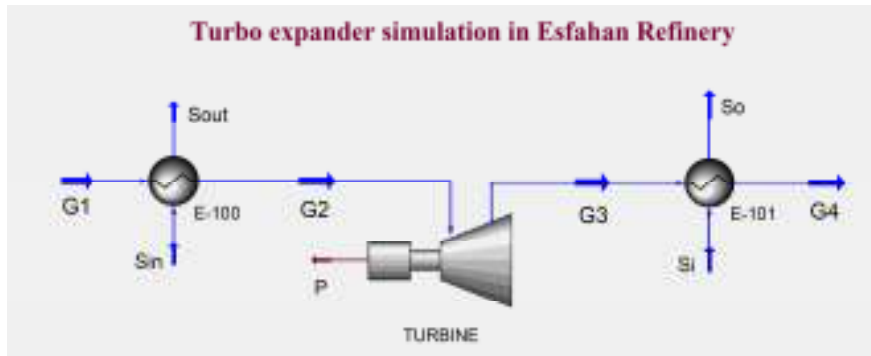 Turbo expander simulation in Esfahan Refinery
Sout
So
G1
E-100
G2
G3
E-101
G4
Sin
P
Si
TURBINE